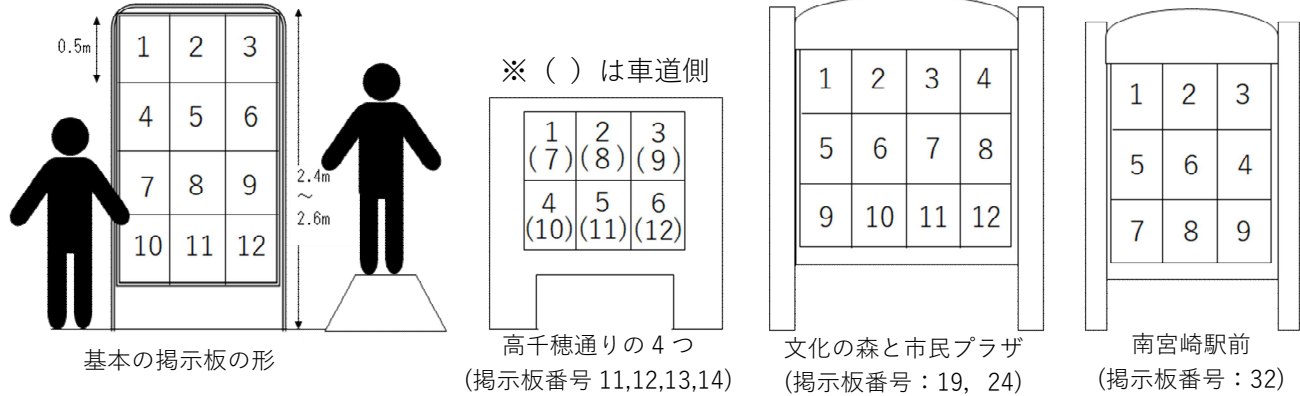 0.5m
1 2 3
4 5 6
7 8 9
10 11 12
2.4m
～
2.6m
基本の掲示板の形
※（ ）は車道側
1 2 3
(7) (8) (9)
4 5 6
(10) (11) (12)
高千穂通りの４つ
(掲示板番号 11,12,13,14)
1 2 3 4
5 6 7 8
9 10 11 12
文化の森と市民プラザ
(掲示板番号：19，24)
1 2 3
5 6 4
7 8 9
南宮崎駅前
(掲示板番号：32)